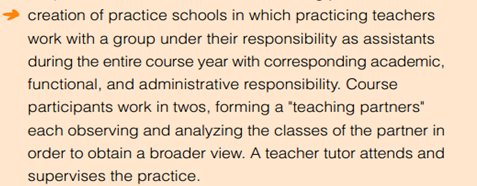 creation of practice schools in which practicing teachers
work with a group under their responsibility as assistants
during the entire course year with corresponding academic,
functional, and administrative responsibility. Course
participants work in twos, forming a "teaching partners"
each observing and analyzing the classes of the partner in
order to obtain a broader view. A teacher tutor attends and
supervises the practice.